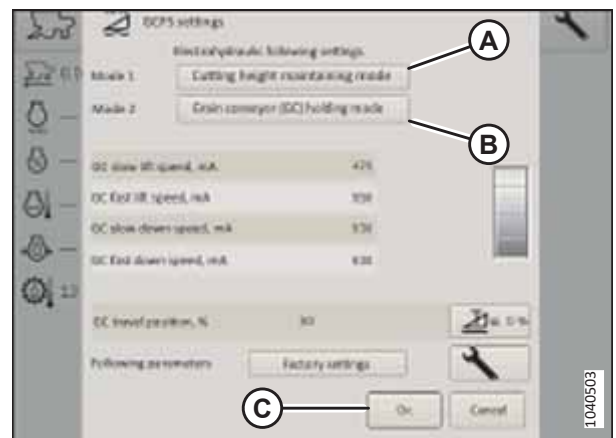 GCFS settings
A
Electrohydraulic following settings
Mode 1 Cutting height maintaining mode
Mode 2 Grain conveyor (GC) holding mode
B
GC slow lift speed, mA 475
GC fast lift speed, mA
GC slow down speed, mA
GC fast down speed, mA
GC travel position, %
Following parameters Factory settings
C
Ok Cancel
1040503